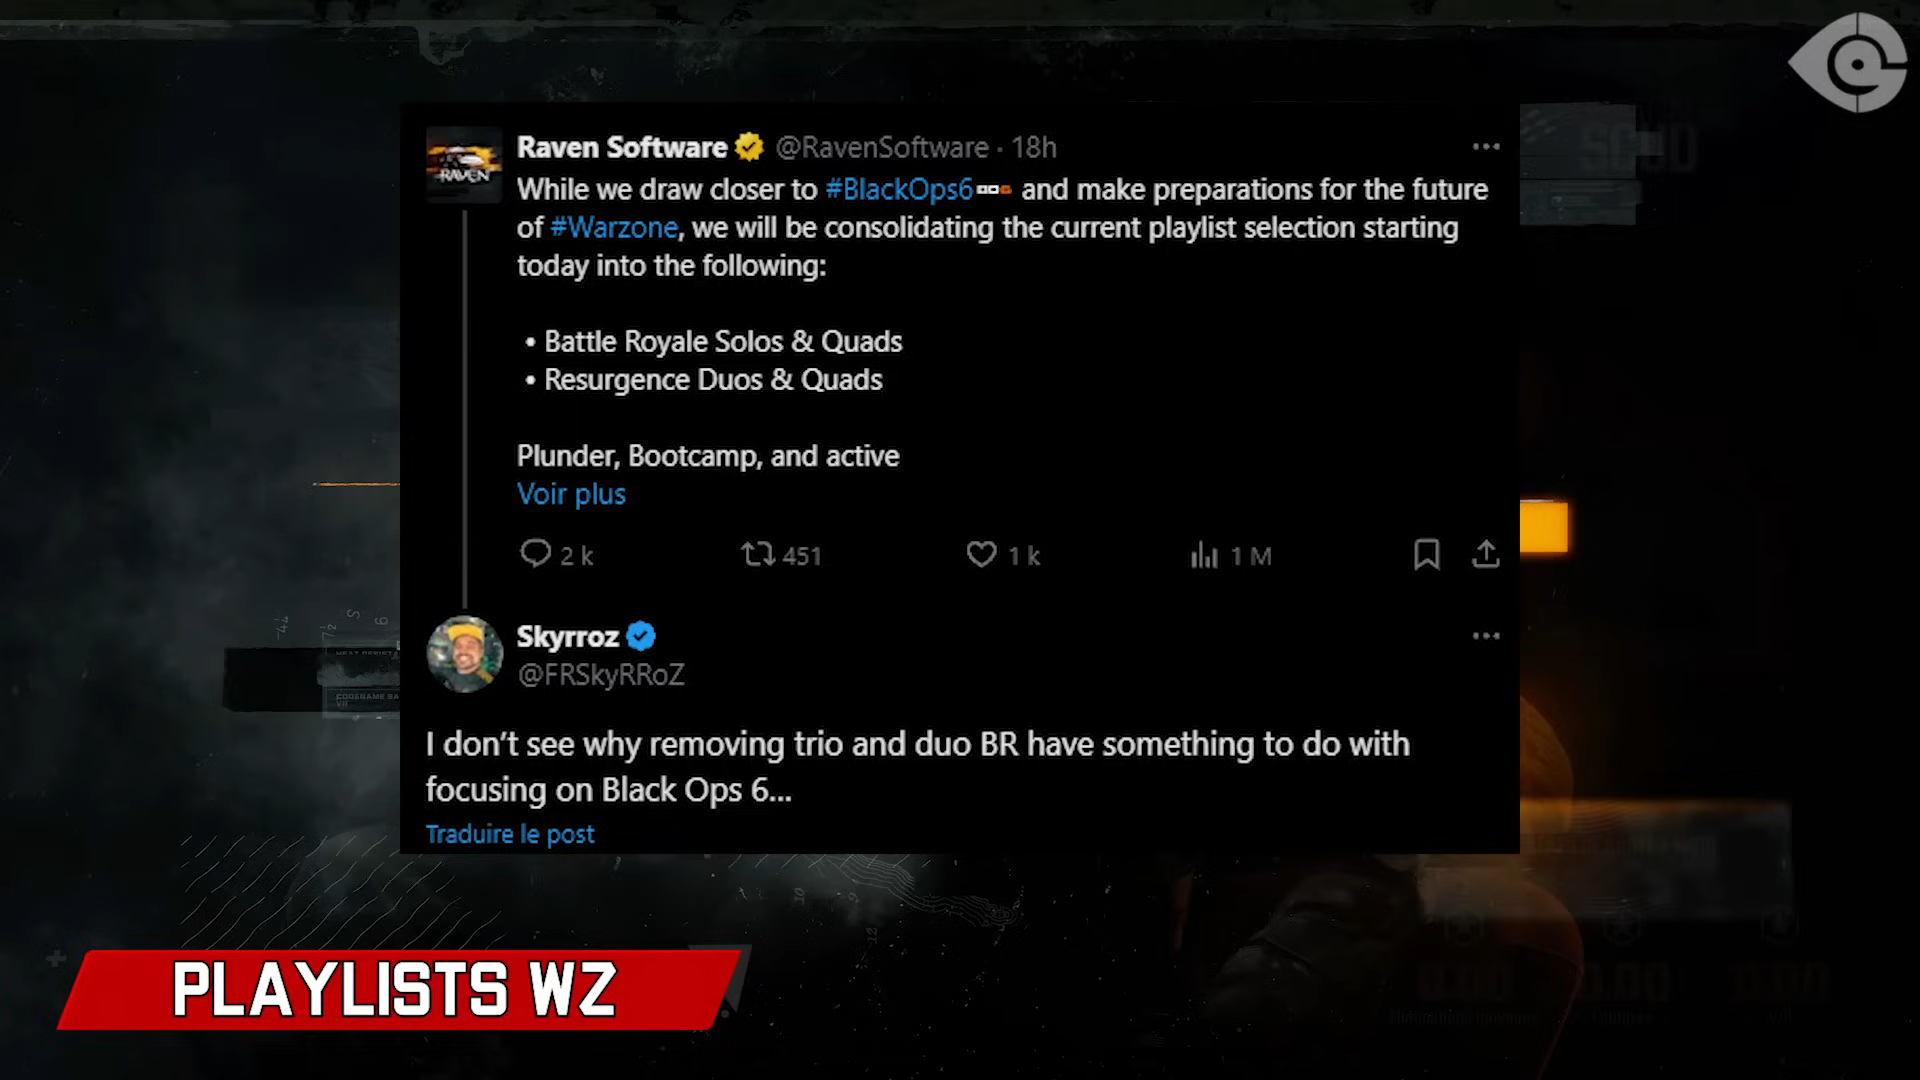 RAVEN
Raven Software @RavenSoftware · 18h
While we draw closer to #BlackOps6 and make preparations for the future
of #Warzone, we will be consolidating the current playlist selection starting
today into the following:
• Battle Royale Solos & Quads
• Resurgence Duos & Quads
Plunder, Bootcamp, and active
Voir plus
2 k 451 1 k 1 M
Skyrroz
@FRSkyRRoZ
I don’t see why removing trio and duo BR have something to do with
focusing on Black Ops 6...
Traduire le post
PLAYLISTS WZ